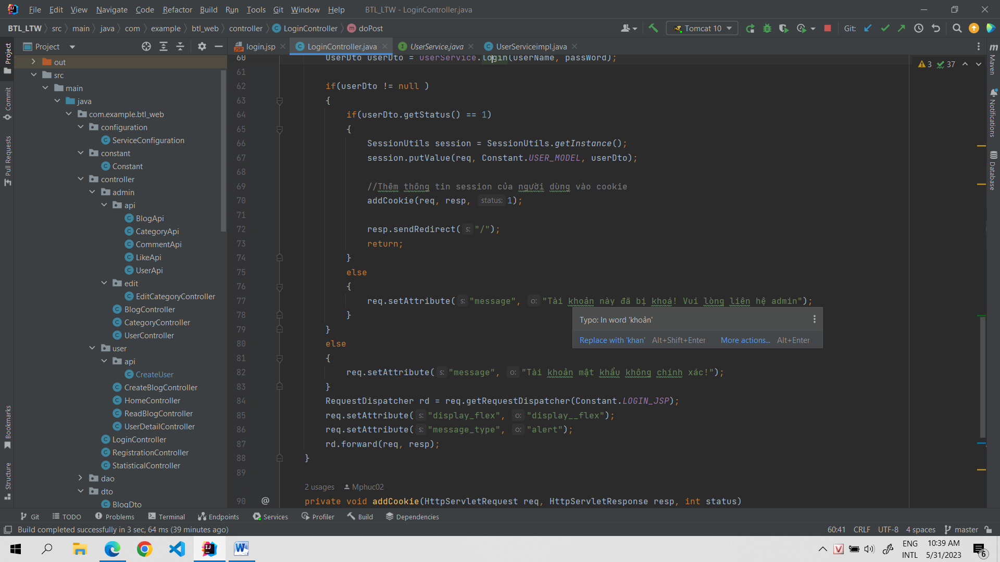 File Edit View Navigate Code Refactor Build Run Tools Git Window Help BTL_LTW - LoginController.java
BTL_LTW src main java com example btl_web controller LoginController doPost Tomcat 10 Git:
Project
login.jsp LoginController.java UserService.java UserServiceimpl.java
out
src
main
java
com.example.btl_web
configuration
ServiceConfiguration
constant
Constant
controller
admin
api
BlogApi
CategoryApi
CommentApi
LikeApi
UserApi
edit
EditCategoryController
BlogController
CategoryController
UserController
user
api
CreateUser
CreateBlogController
HomeController
ReadBlogController
UserDetailController
LoginController
RegistrationController
StatisticalController
dao
dto
BlogDto
Project
Commit
Pull Requests
Bookmarks
Structure
3 37
60 UserDto userDto = userService.login(userName, passWord);
61
62 if(userDto != null )
63 {
64 if(userDto.getStatus() == 1)
65 {
66 SessionUtils session = SessionUtils.getInstance();
67 session.putValue(req, Constant.USER_MODEL, userDto);
68
69 //Thêm thông tin session của người dùng vào cookie
70 addCookie(req, resp, status: 1);
71
72 resp.sendRedirect( s: "/");
73 return;
74 }
75 else
76 {
77 req.setAttribute( s: "message", o: "Tài khoản này đã bị khoá! Vui lòng liên hệ admin");
78 }
79 }
80 else
81 {
82 req.setAttribute( s: "message", o: "Tài khoản mật khẩu không chính xác!");
83 }
84 RequestDispatcher rd = req.getRequestDispatcher(Constant.LOGIN_JSP);
85 req.setAttribute( s: "display_flex", o: "display__flex");
86 req.setAttribute( s: "message_type", o: "alert");
87 rd.forward(req, resp);
88 }
89
2 usages Mphuc02
90 @ private void addCookie(HttpServletRequest req, HttpServletResponse resp, int status)
Typo: In word 'khoản'
Replace with 'khan' Alt+Shift+Enter More actions... Alt+Enter
Maven
Notifications
Database
Git TODO Problems Terminal Endpoints Services Profiler Build Dependencies
Build completed successfully in 3 sec, 64 ms (39 minutes ago) 60:41 CRLF UTF-8 4 spaces master
ENG 10:39 AM
INTL 5/31/2023 6